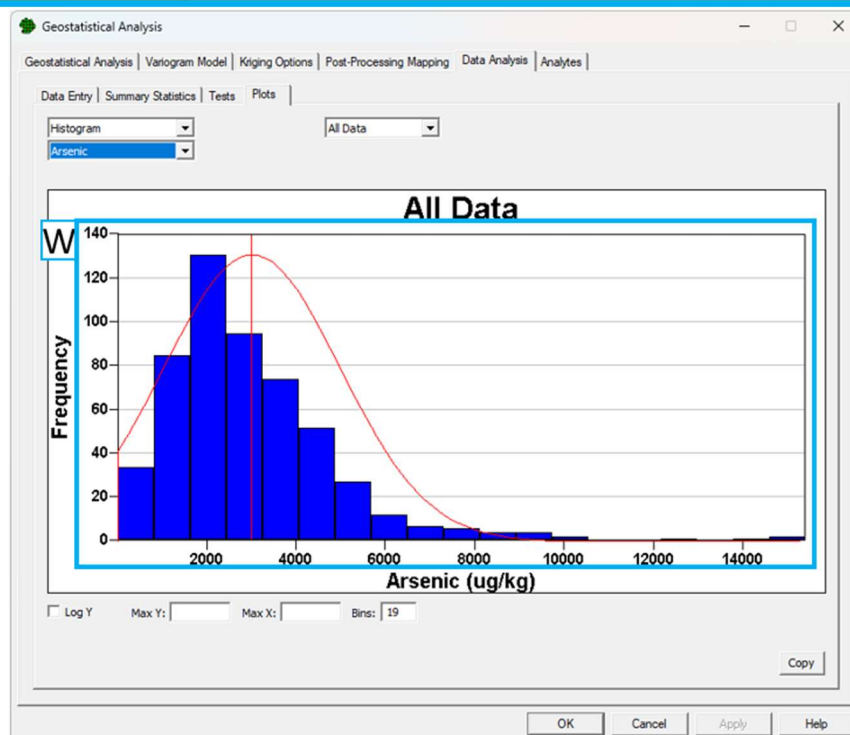 Geostatistical Analysis
Geostatistical Analysis Variogram Model Kriging Options Post-Processing Mapping Data Analysis Analytes
Data Entry Summary Statistics Tests Plots
Histogram All Data
Arsenic
All Data
W
Frequency
140
120
100
80
60
40
20
0
2000 4000 6000 8000 10000 12000 14000
Arsenic (ug/kg)
Log Y Max Y: Max X: Bins: 19
Copy
OK Cancel Apply Help